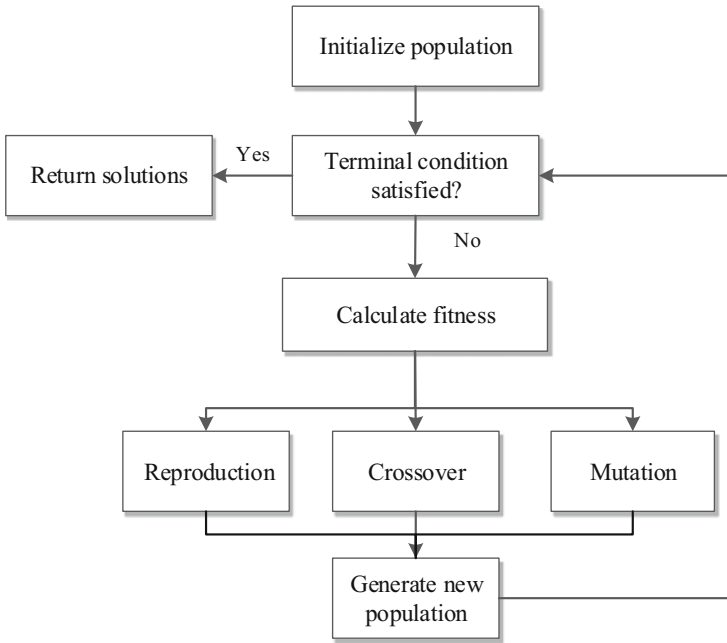 Initialize population
Yes
Return solutions
Terminal condition
satisfied?
No
Calculate fitness
Reproduction
Crossover
Mutation
Generate new
population